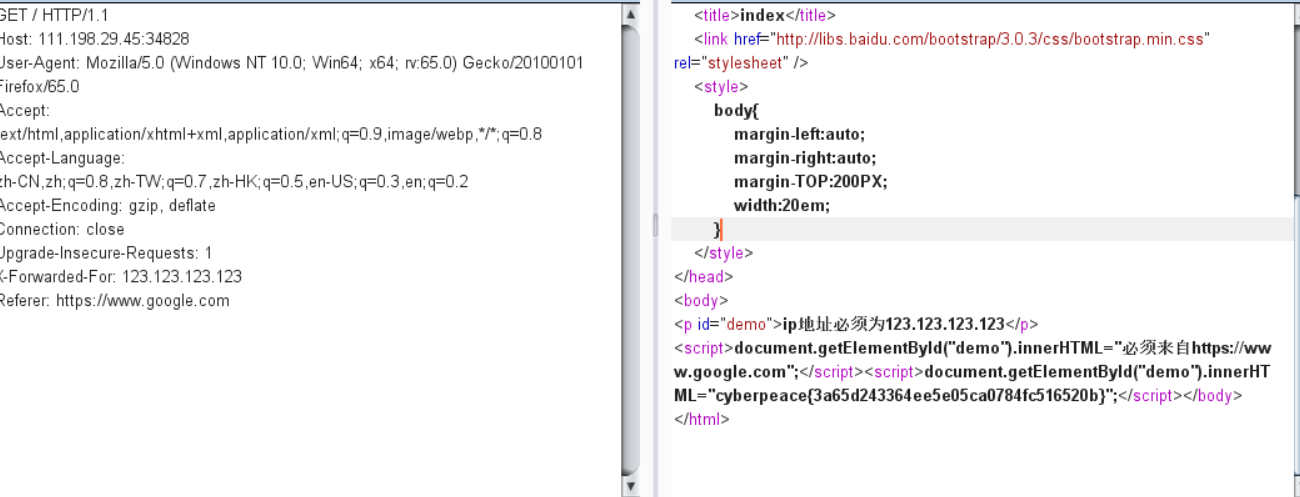 GET / HTTP/1.1
Host: 111.198.29.45:34828
User-Agent: Mozilla/5.0 (Windows NT 10.0; Win64; x64; rv:65.0) Gecko/20100101
Firefox/65.0
Accept:
text/html,application/xhtml+xml,application/xml;q=0.9,image/webp,*/*;q=0.8
Accept-Language:
zh-CN,zh;q=0.8,zh-TW;q=0.7,zh-HK;q=0.5,en-US;q=0.3,en;q=0.2
Accept-Encoding: gzip, deflate
Connection: close
Upgrade-Insecure-Requests: 1
X-Forwarded-For: 123.123.123.123
Referer: https://www.google.com
<title>index</title>
<link href="http://libs.baidu.com/bootstrap/3.0.3/css/bootstrap.min.css"
rel="stylesheet" />
<style>
body{
margin-left:auto;
margin-right:auto;
margin-TOP:200PX;
width:20em;
}
</style>
</head>
<body>
<p id="demo">ip地址必须为123.123.123.123</p>
<script>document.getElementById("demo").innerHTML="必须来自https://ww
w.google.com";</script><script>document.getElementById("demo").innerHT
ML="cyberpeace{3a65d243364ee5e05ca0784fc516520b}";</script></body>
</html>